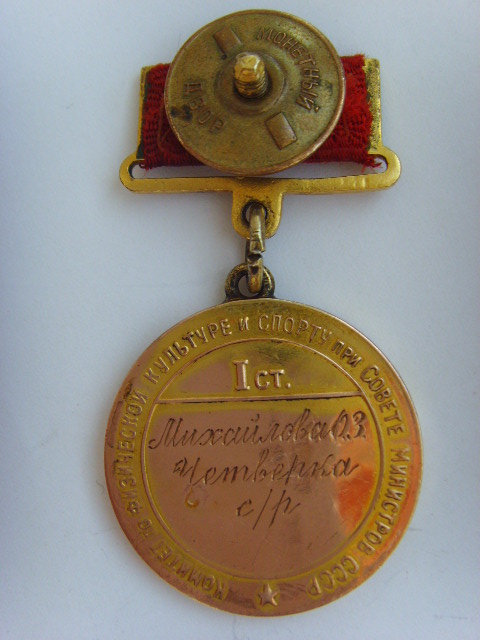 МОНЕТНЫЙ
ДВОР
КОМИТЕТ ПО ФИЗИЧЕСКОЙ КУЛЬТУРЕ И СПОРТУ ПРИ СОВЕТЕ МИНИСТРОВ СССР
I СТ.
Михайлова О.З.
Четверка
с/р